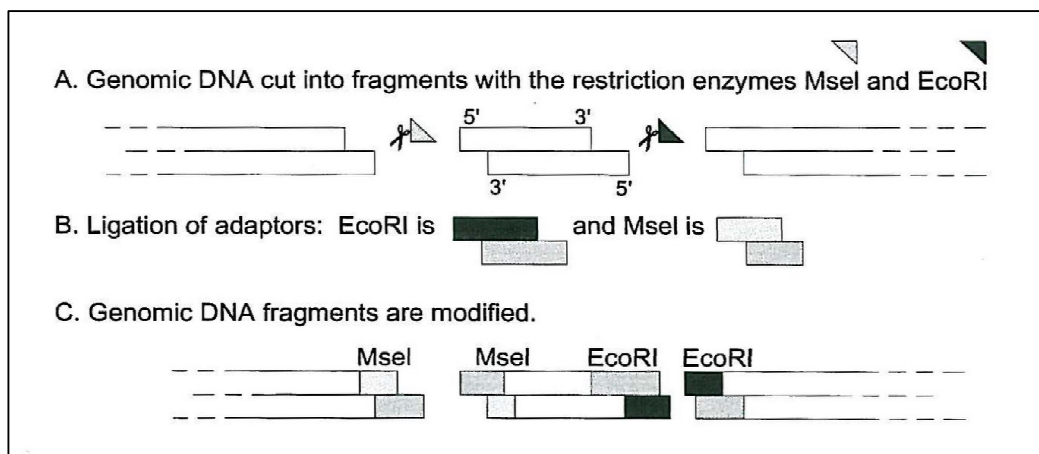 A. Genomic DNA cut into fragments with the restriction enzymes MseI and EcoRI
5' 3'
3' 5'
B. Ligation of adaptors: EcoRI is and MseI is
C. Genomic DNA fragments are modified.
MseI MseI EcoRI EcoRI